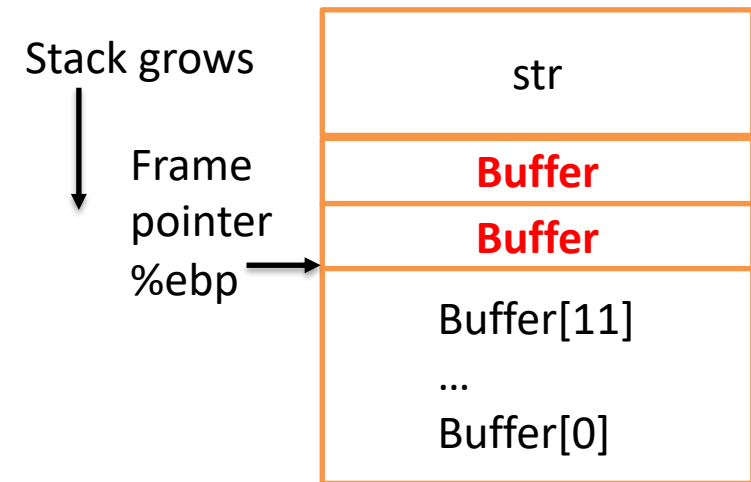 Stack grows
str
Frame
pointer
%ebp
Buffer
Buffer
Buffer[11]
…
Buffer[0]